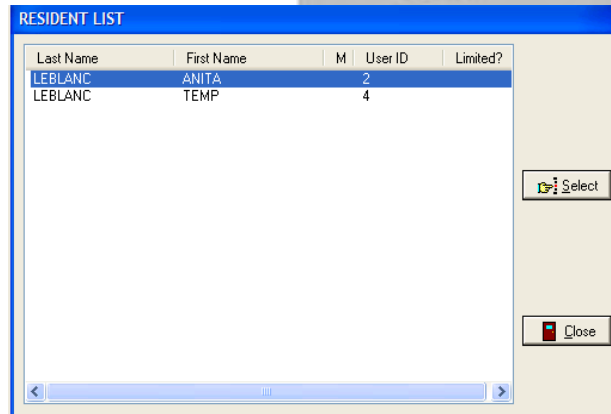 RESIDENT LIST
Last Name First Name M User ID Limited?
LEBLANC ANITA 2
LEBLANC TEMP 4
Select
Close